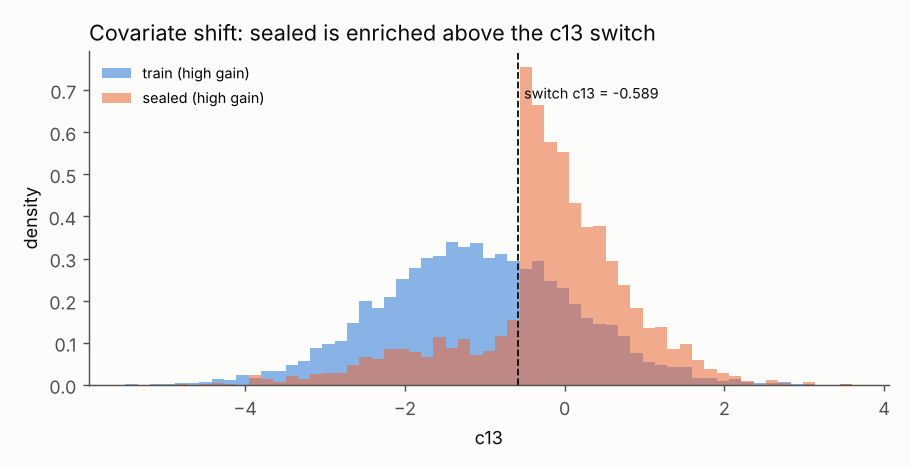 Covariate shift: sealed is enriched above the c13 switch
train (high gain)
sealed (high gain)
switch c13 = -0.589
density
0.7
0.6
0.5
0.4
0.3
0.2
0.1
0.0
−4
−2
0
2
4
c13